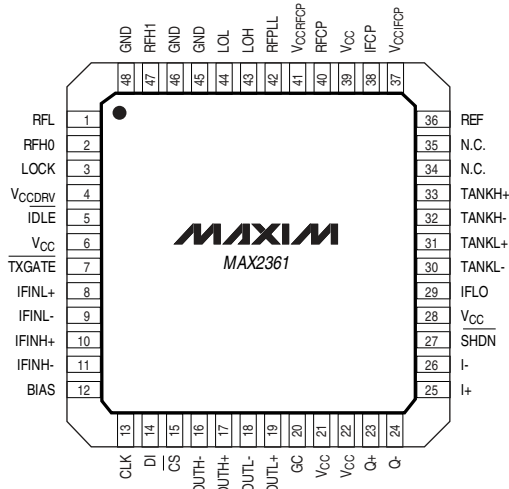 GND RFH1 GND GND LOL LOH RFPLL VCCRFCP RFCP VCC IFCP VCCIFCP
48 47 46 45 44 43 42 41 40 39 38 37
RFL 1 36 REF
RFH0 2 35 N.C.
LOCK 3 34 N.C.
VCCDRV 4 33 TANKH+
IDLE 5 32 TANKH-
VCC 6 31 TANKL+
TXGATE 7 30 TANKL-
IFINL+ 8 29 IFLO
IFINL- 9 28 VCC
IFINH+ 10 27 SHDN
IFINH- 11 26 I-
BIAS 12 25 I+
MAXIM
MAX2361
13 14 15 16 17 18 19 20 21 22 23 24
CLK DI CS OUTH- OUTH+ OUTL- OUTL+ GC VCC VCC Q+ Q-